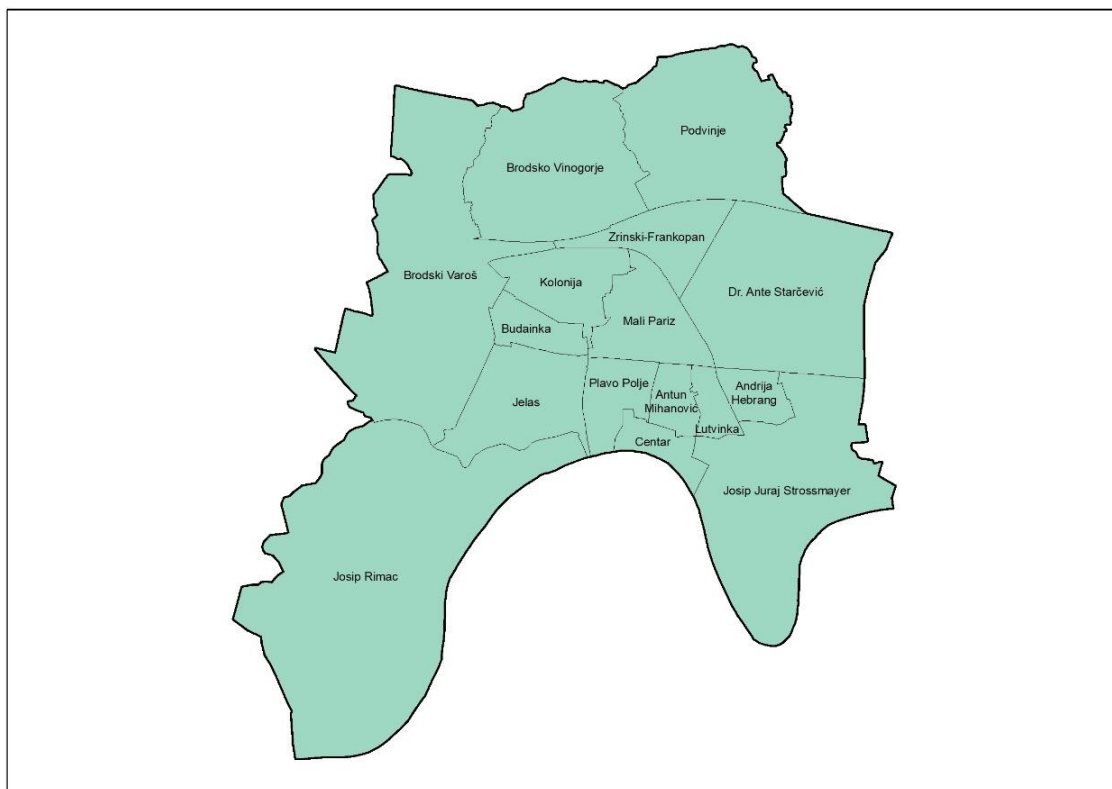 Podvinje
Brodsko Vinogorje
Zrinski-Frankopan
Brodski Varoš
Kolonija
Dr. Ante Starčević
Mali Pariz
Budainka
Plavo Polje
Andrija
Hebrang
Antun
Mihanović
Jelas
Lutvinka
Centar
Josip Juraj Strossmayer
Josip Rimac